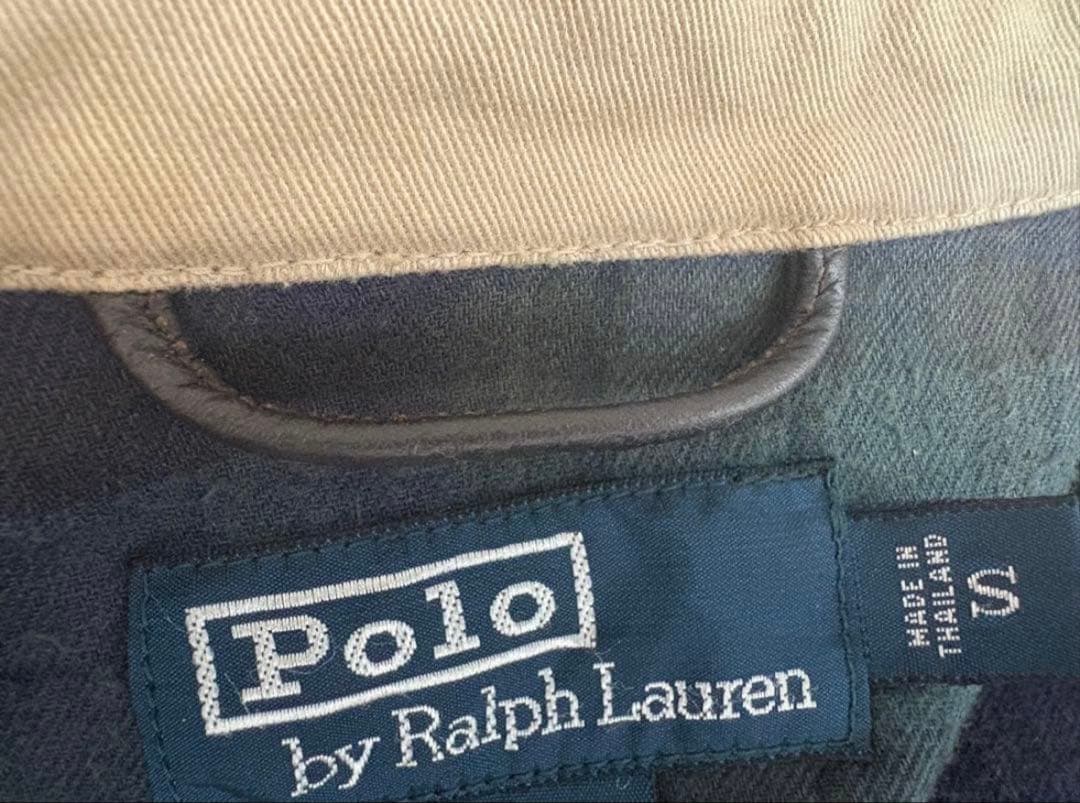 Polo
by Ralph Lauren
MADE IN
THAILAND
S